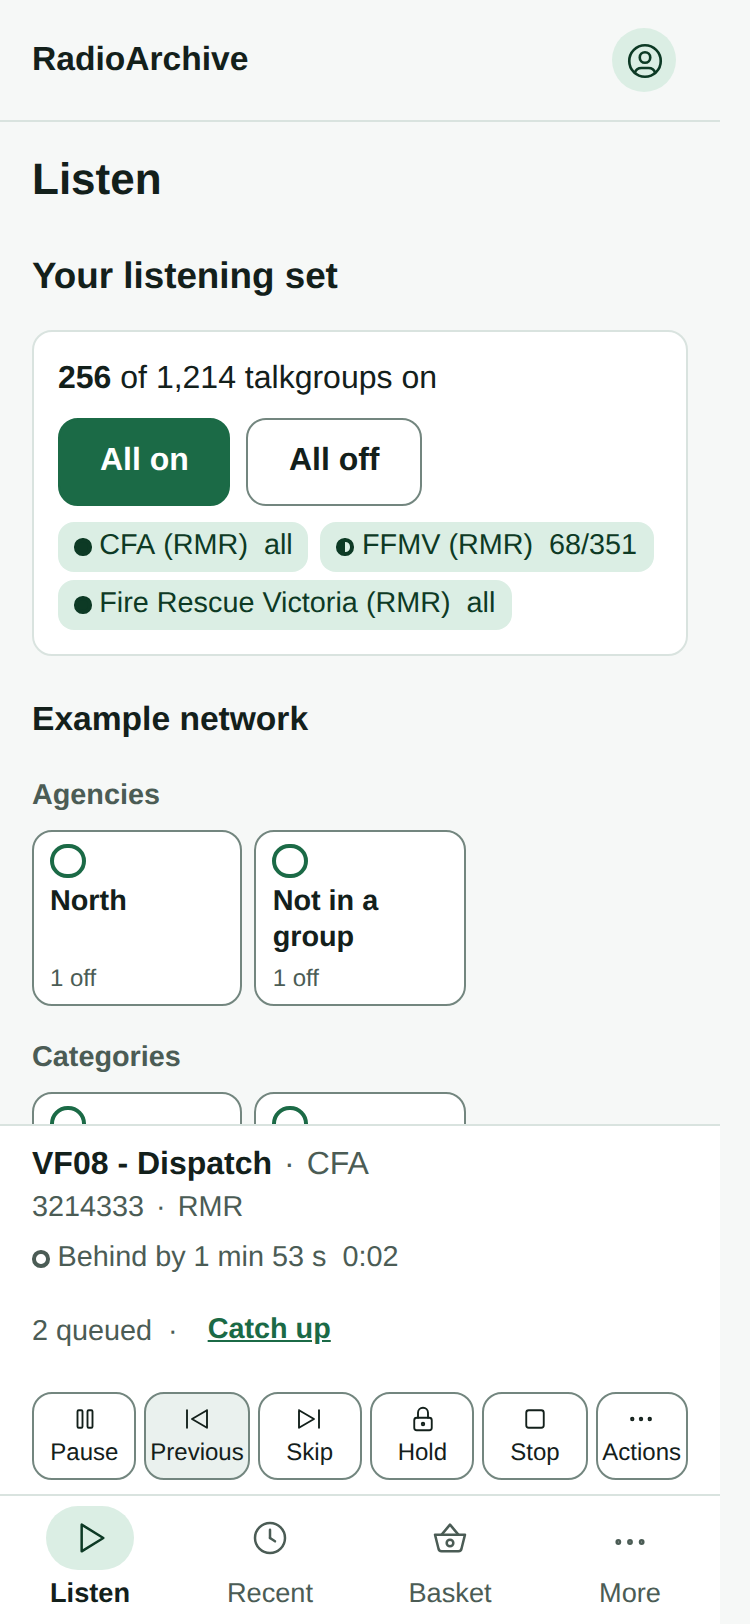 RadioArchive
Listen
Your listening set
256 of 1,214 talkgroups on
All on All off
CFA (RMR) all FFMV (RMR) 68/351
Fire Rescue Victoria (RMR) all
Example network
Agencies
North
1 off
Not in a
group
1 off
Categories
VF08 - Dispatch · CFA
3214333 · RMR
Behind by 1 min 53 s 0:02
2 queued · Catch up
Pause Previous Skip Hold Stop Actions
Listen Recent Basket More